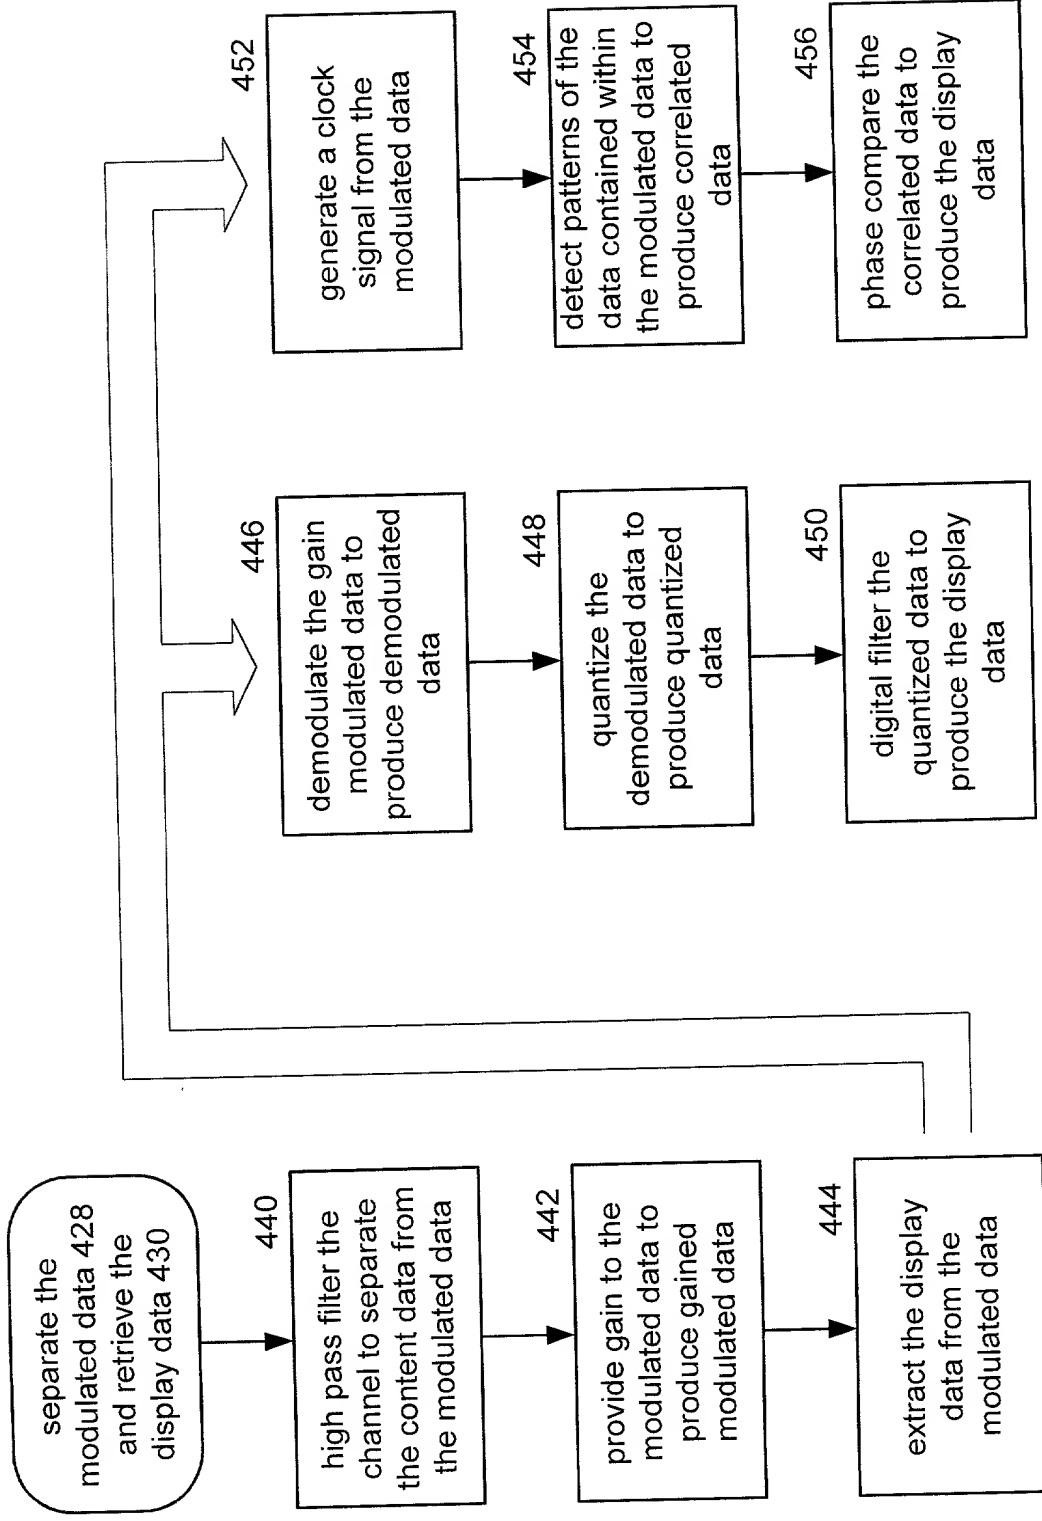 separate the
modulated data 428
and retrieve the
display data 430
440
high pass filter the
channel to separate
the content data from
the modulated data
442
provide gain to the
modulated data to
produce gained
modulated data
444
extract the display
data from the
modulated data
446
demodulate the gain
modulated data to
produce demodulated
data
448
quantize the
demodulated data to
produce quantized
data
450
digital filter the
quantized data to
produce the display
data
452
generate a clock
signal from the
modulated data
454
detect patterns of the
data contained within
the modulated data to
produce correlated
data
456
phase compare the
correlated data to
produce the display
data